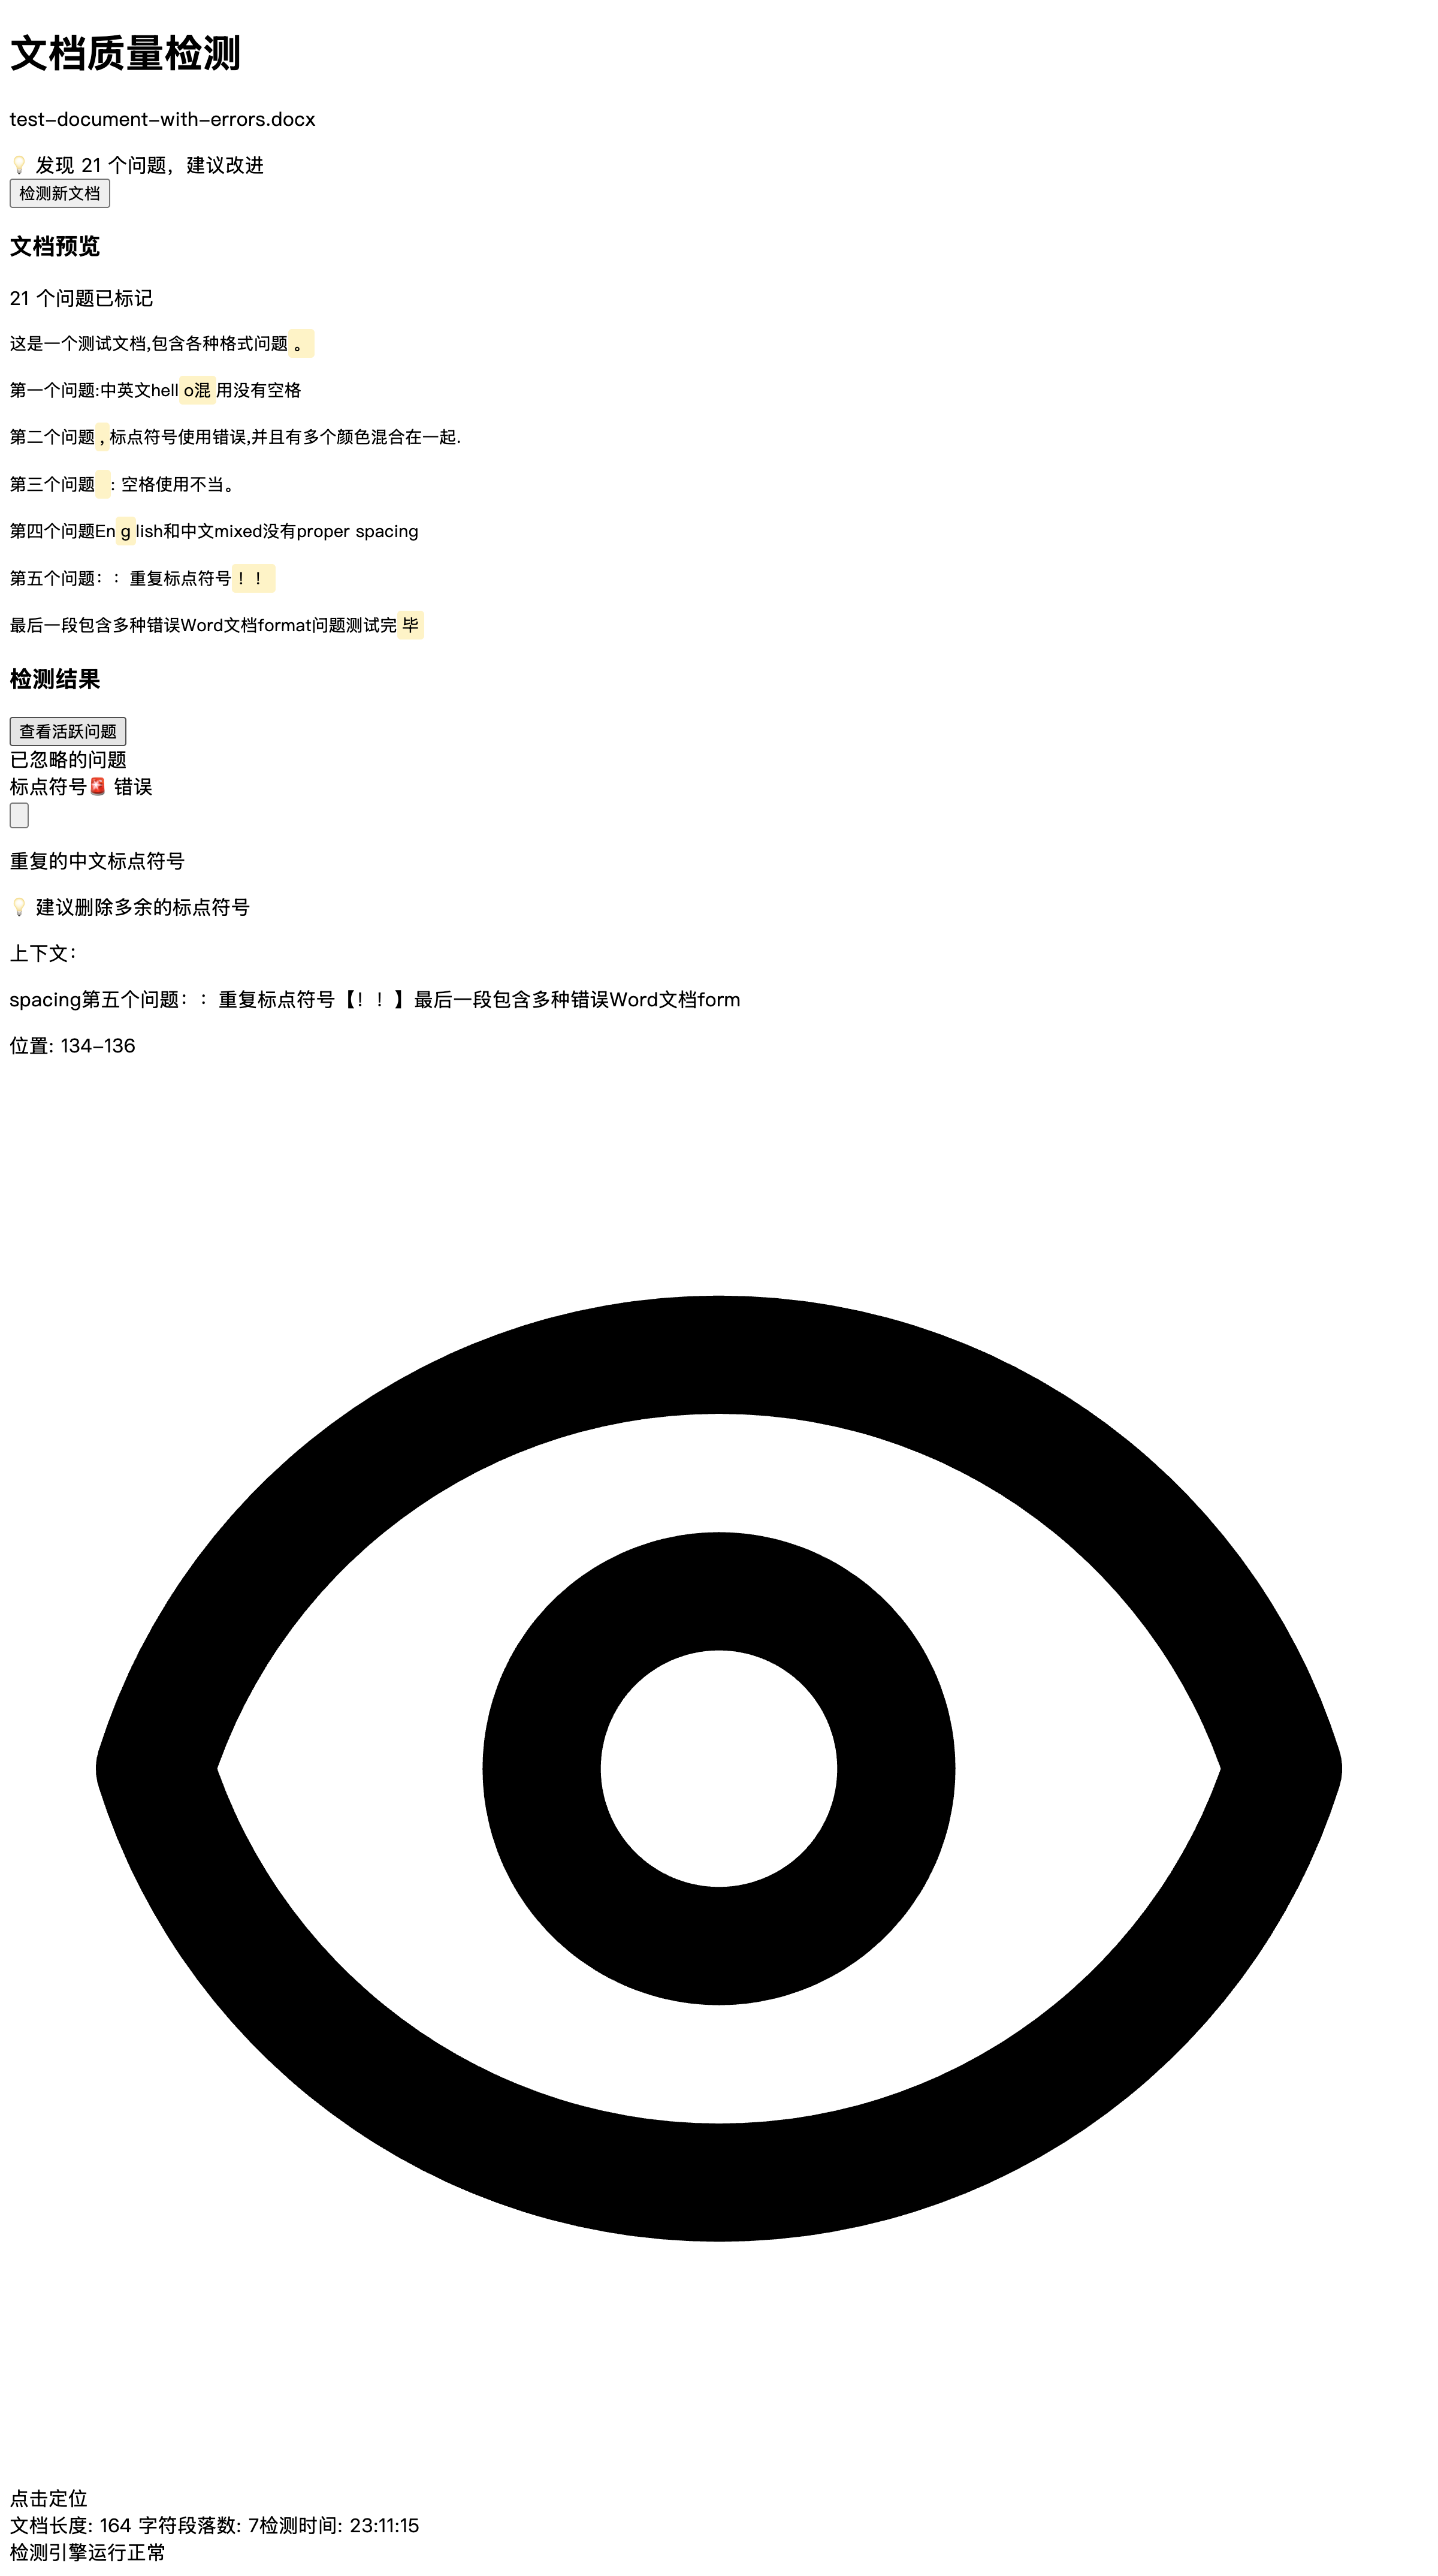 文档质量检测
test-document-with-errors.docx
💡 发现 21 个问题，建议改进
检测新文档
文档预览
21 个问题已标记
这是一个测试文档,包含各种格式问题。
第一个问题:中英文hello混用没有空格
第二个问题,标点符号使用错误,并且有多个颜色混合在一起.
第三个问题 : 空格使用不当。
第四个问题English和中文mixed没有proper spacing
第五个问题：：重复标点符号！！
最后一段包含多种错误Word文档format问题测试完毕
检测结果
查看活跃问题
已忽略的问题
标点符号🚨 错误
重复的中文标点符号
💡 建议删除多余的标点符号
上下文：
spacing第五个问题：：重复标点符号【！！】最后一段包含多种错误Word文档form
位置: 134-136
点击定位
文档长度: 164 字符段落数: 7检测时间: 23:11:15
检测引擎运行正常